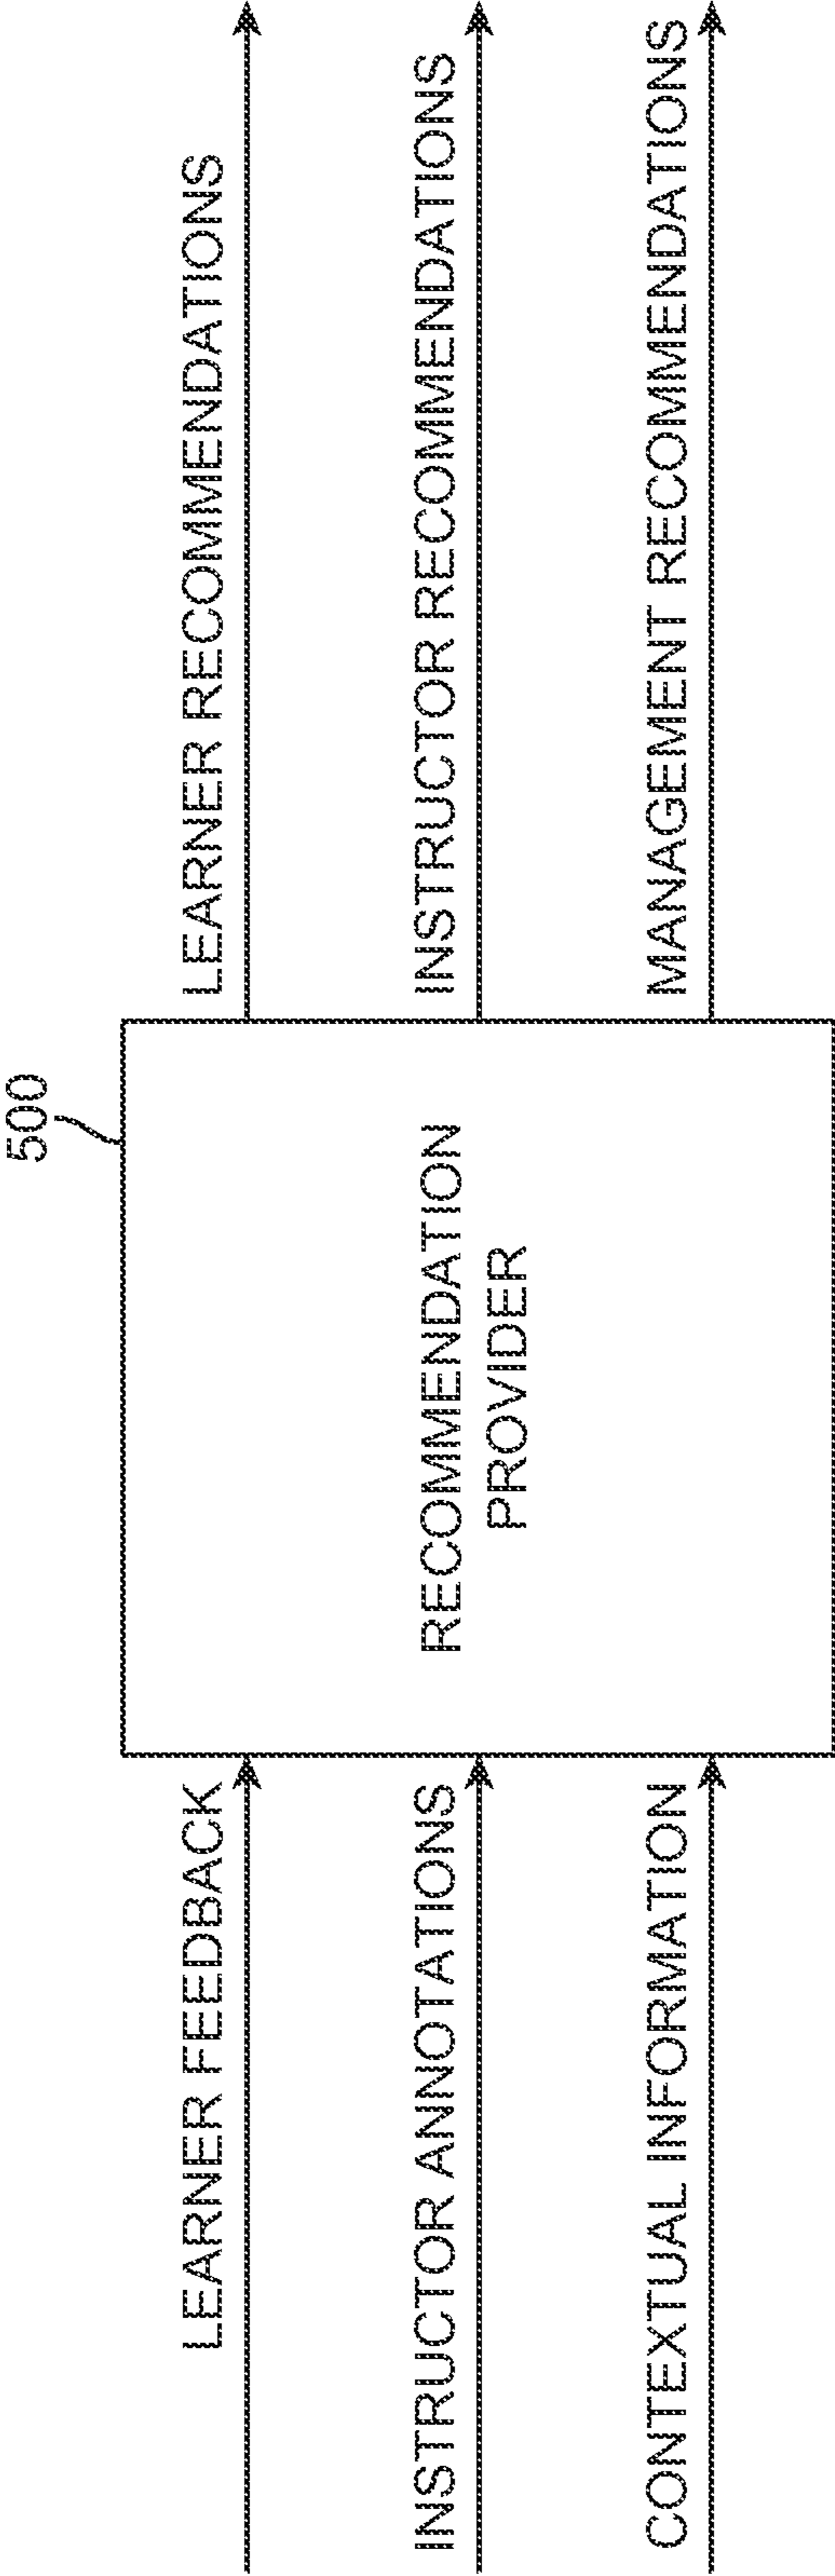 500
LEARNER FEEDBACK
INSTRUCTOR ANNOTATIONS
CONTEXTUAL INFORMATION
RECOMMENDATION
PROVIDER
LEARNER RECOMMENDATIONS
INSTRUCTOR RECOMMENDATIONS
MANAGEMENT RECOMMENDATIONS